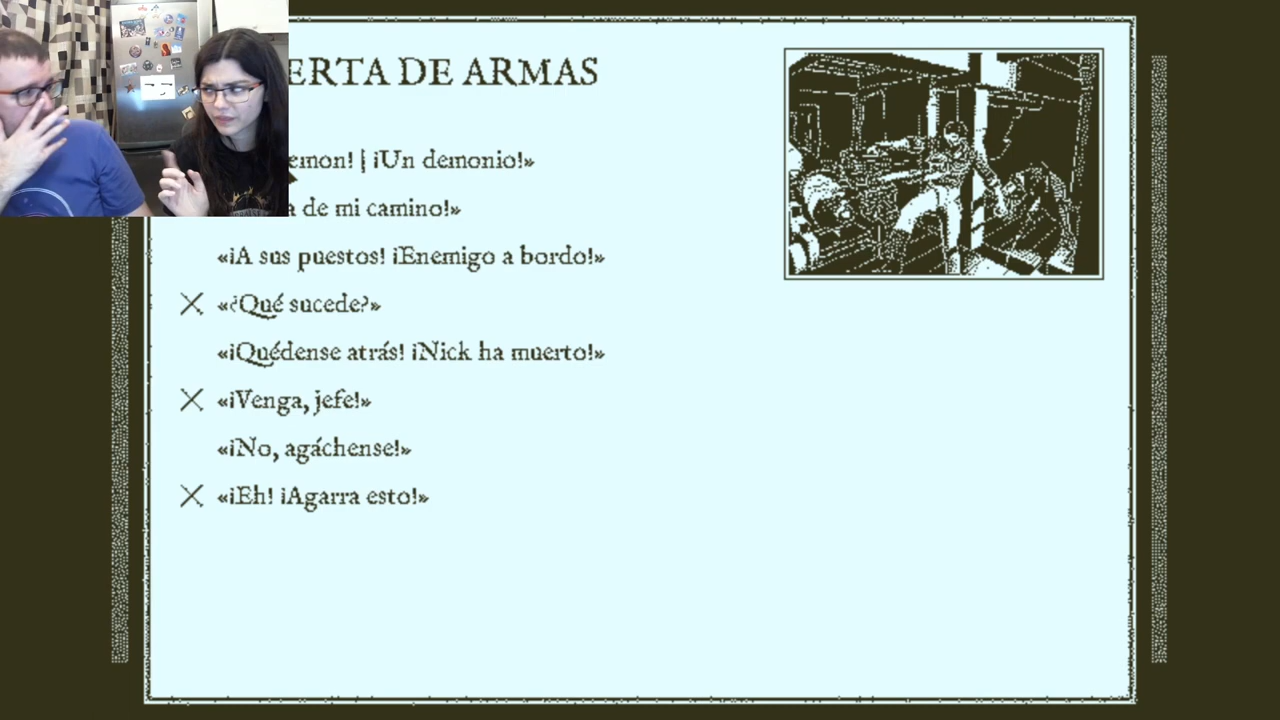 ERTA DE ARMAS
emon! | ¡Un demonio!»
de mi camino!»
«¡A sus puestos! ¡Enemigo a bordo!»
«¿Qué sucede?»
«¡Quédense atrás! ¡Nick ha muerto!»
«¡Venga, jefe!»
«¡No, agáchense!»
«¡Eh! ¡Agarra esto!»